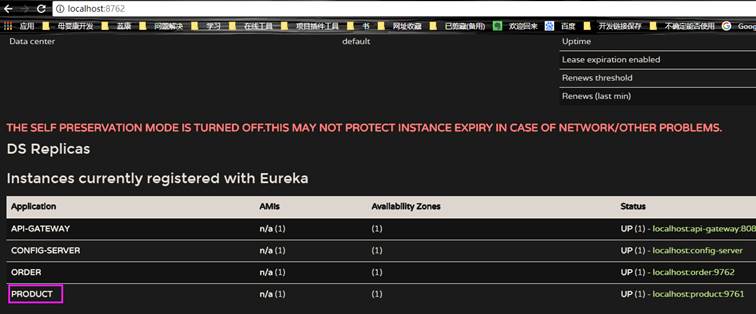 localhost:8762
应用 母婴康开发 蓝康 问题解决 学习 在线工具 项目插件工具 书 网址收藏 已剪藏(备用) 欢迎回来 百度 开发链接保存 不确定能否使用 Goog
Data center default Uptime
Lease expiration enabled
Renews threshold
Renews (last min)
THE SELF PRESERVATION MODE IS TURNED OFF.THIS MAY NOT PROTECT INSTANCE EXPIRY IN CASE OF NETWORK/OTHER PROBLEMS.
DS Replicas
Instances currently registered with Eureka
Application AMIs Availability Zones Status
API-GATEWAY n/a (1) (1) UP (1) - localhost:api-gateway:808
CONFIG-SERVER n/a (1) (1) UP (1) - localhost:config-server
ORDER n/a (1) (1) UP (1) - localhost:order:9762
PRODUCT n/a (1) (1) UP (1) - localhost:product:9761